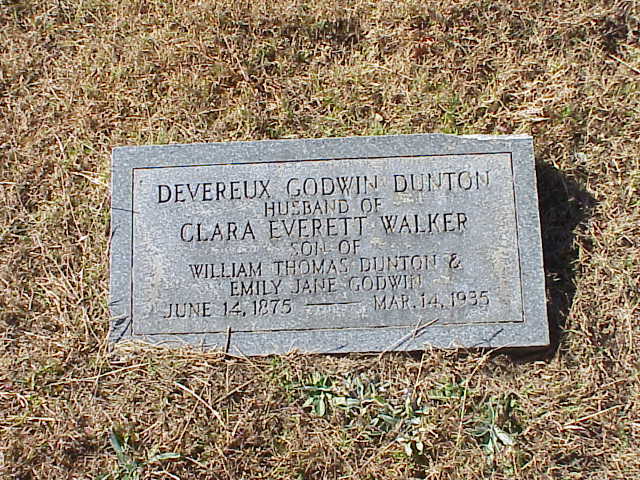 DEVEREUX GODWIN DUNTON
HUSBAND OF
CLARA EVERETT WALKER
SON OF
WILLIAM THOMAS DUNTON &
EMILY JANE GODWIN
JUNE 14, 1875 — MAR. 14, 1935